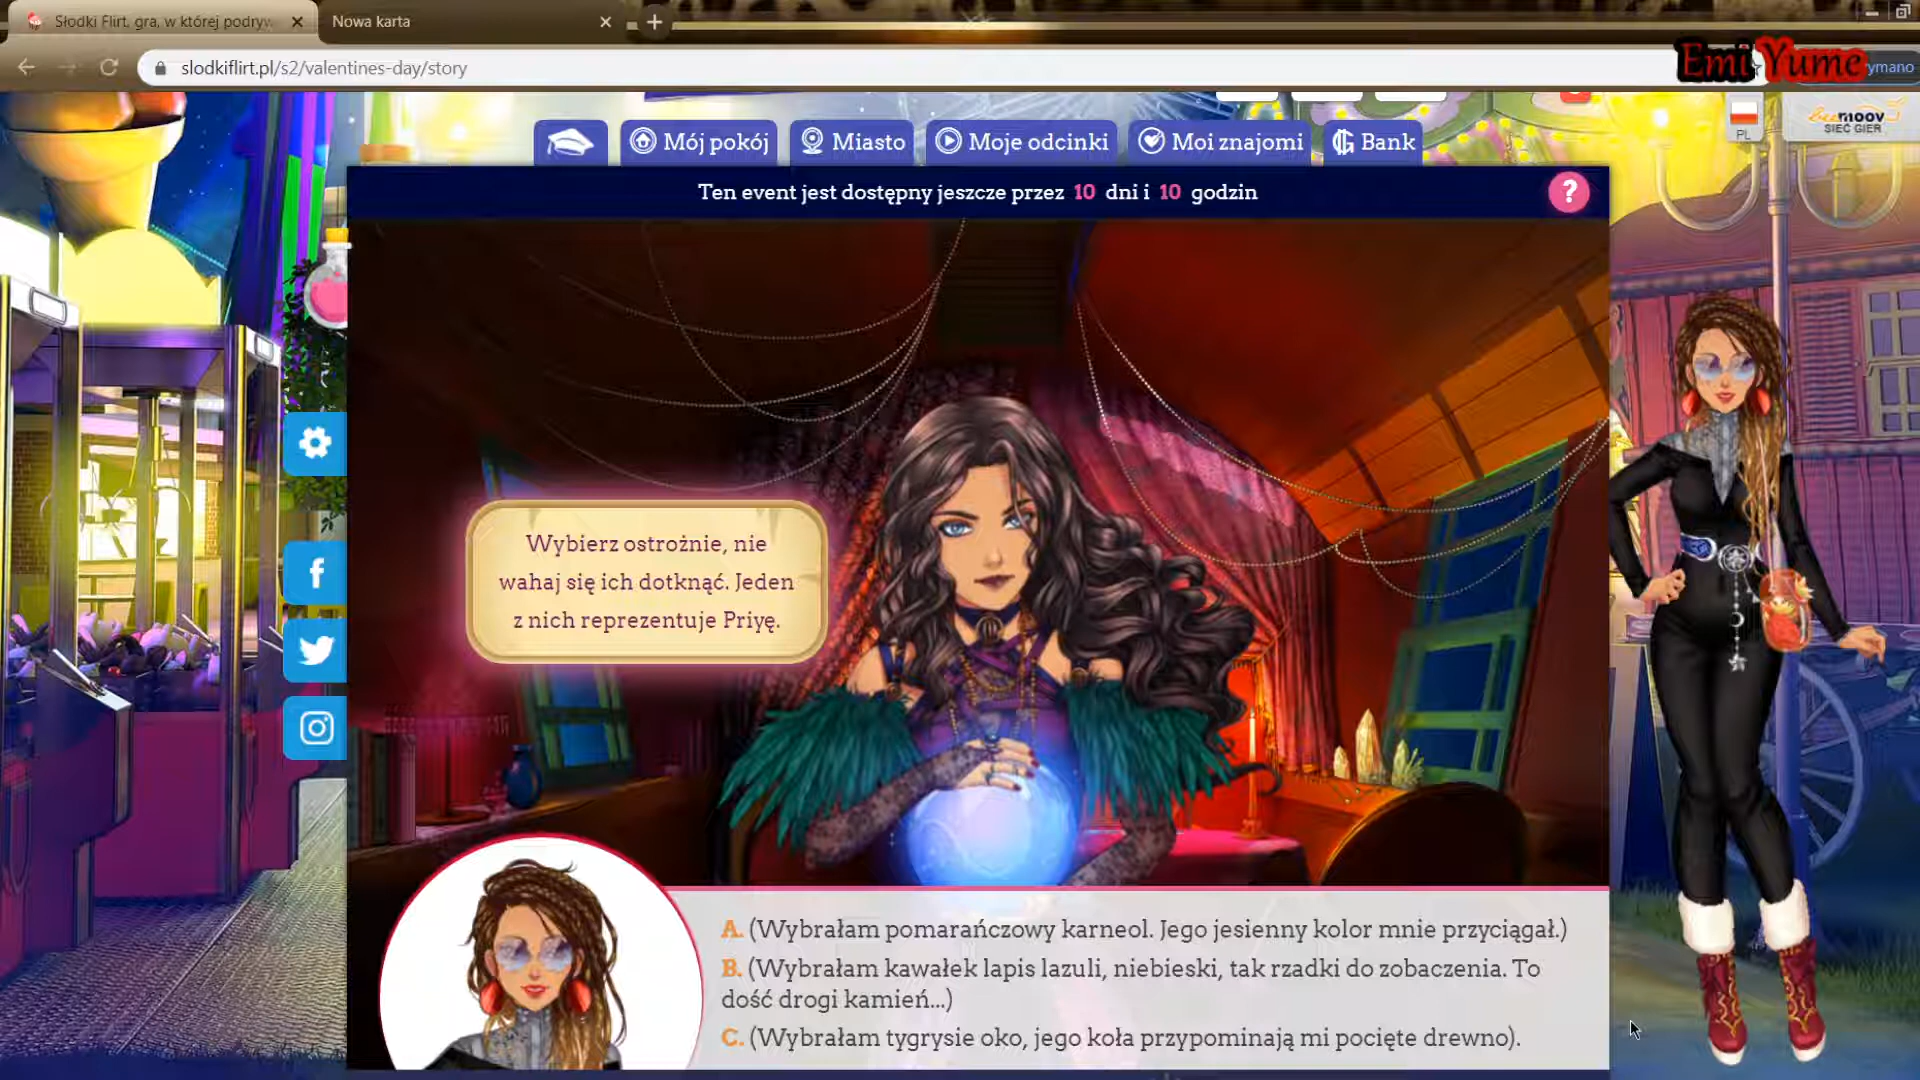 Słodki Flirt, gra, w której podryw
Nowa karta
slodkiflirt.pl/s2/valentines-day/story
Emi Yume
ymano
Mój pokój
Miasto
Moje odcinki
Moi znajomi
Bank
PL
beemoov
SIEĆ GIER
Ten event jest dostępny jeszcze przez 10 dni i 10 godzin
?
Wybierz ostrożnie, nie
wahaj się ich dotknąć. Jeden
z nich reprezentuje Priyę.
A. (Wybrałam pomarańczowy karneol. Jego jesienny kolor mnie przyciągał.)
B. (Wybrałam kawałek lapis lazuli, niebieski, tak rzadki do zobaczenia. To
dość drogi kamień...)
C. (Wybrałam tygrysie oko, jego koła przypominają mi pocięte drewno).